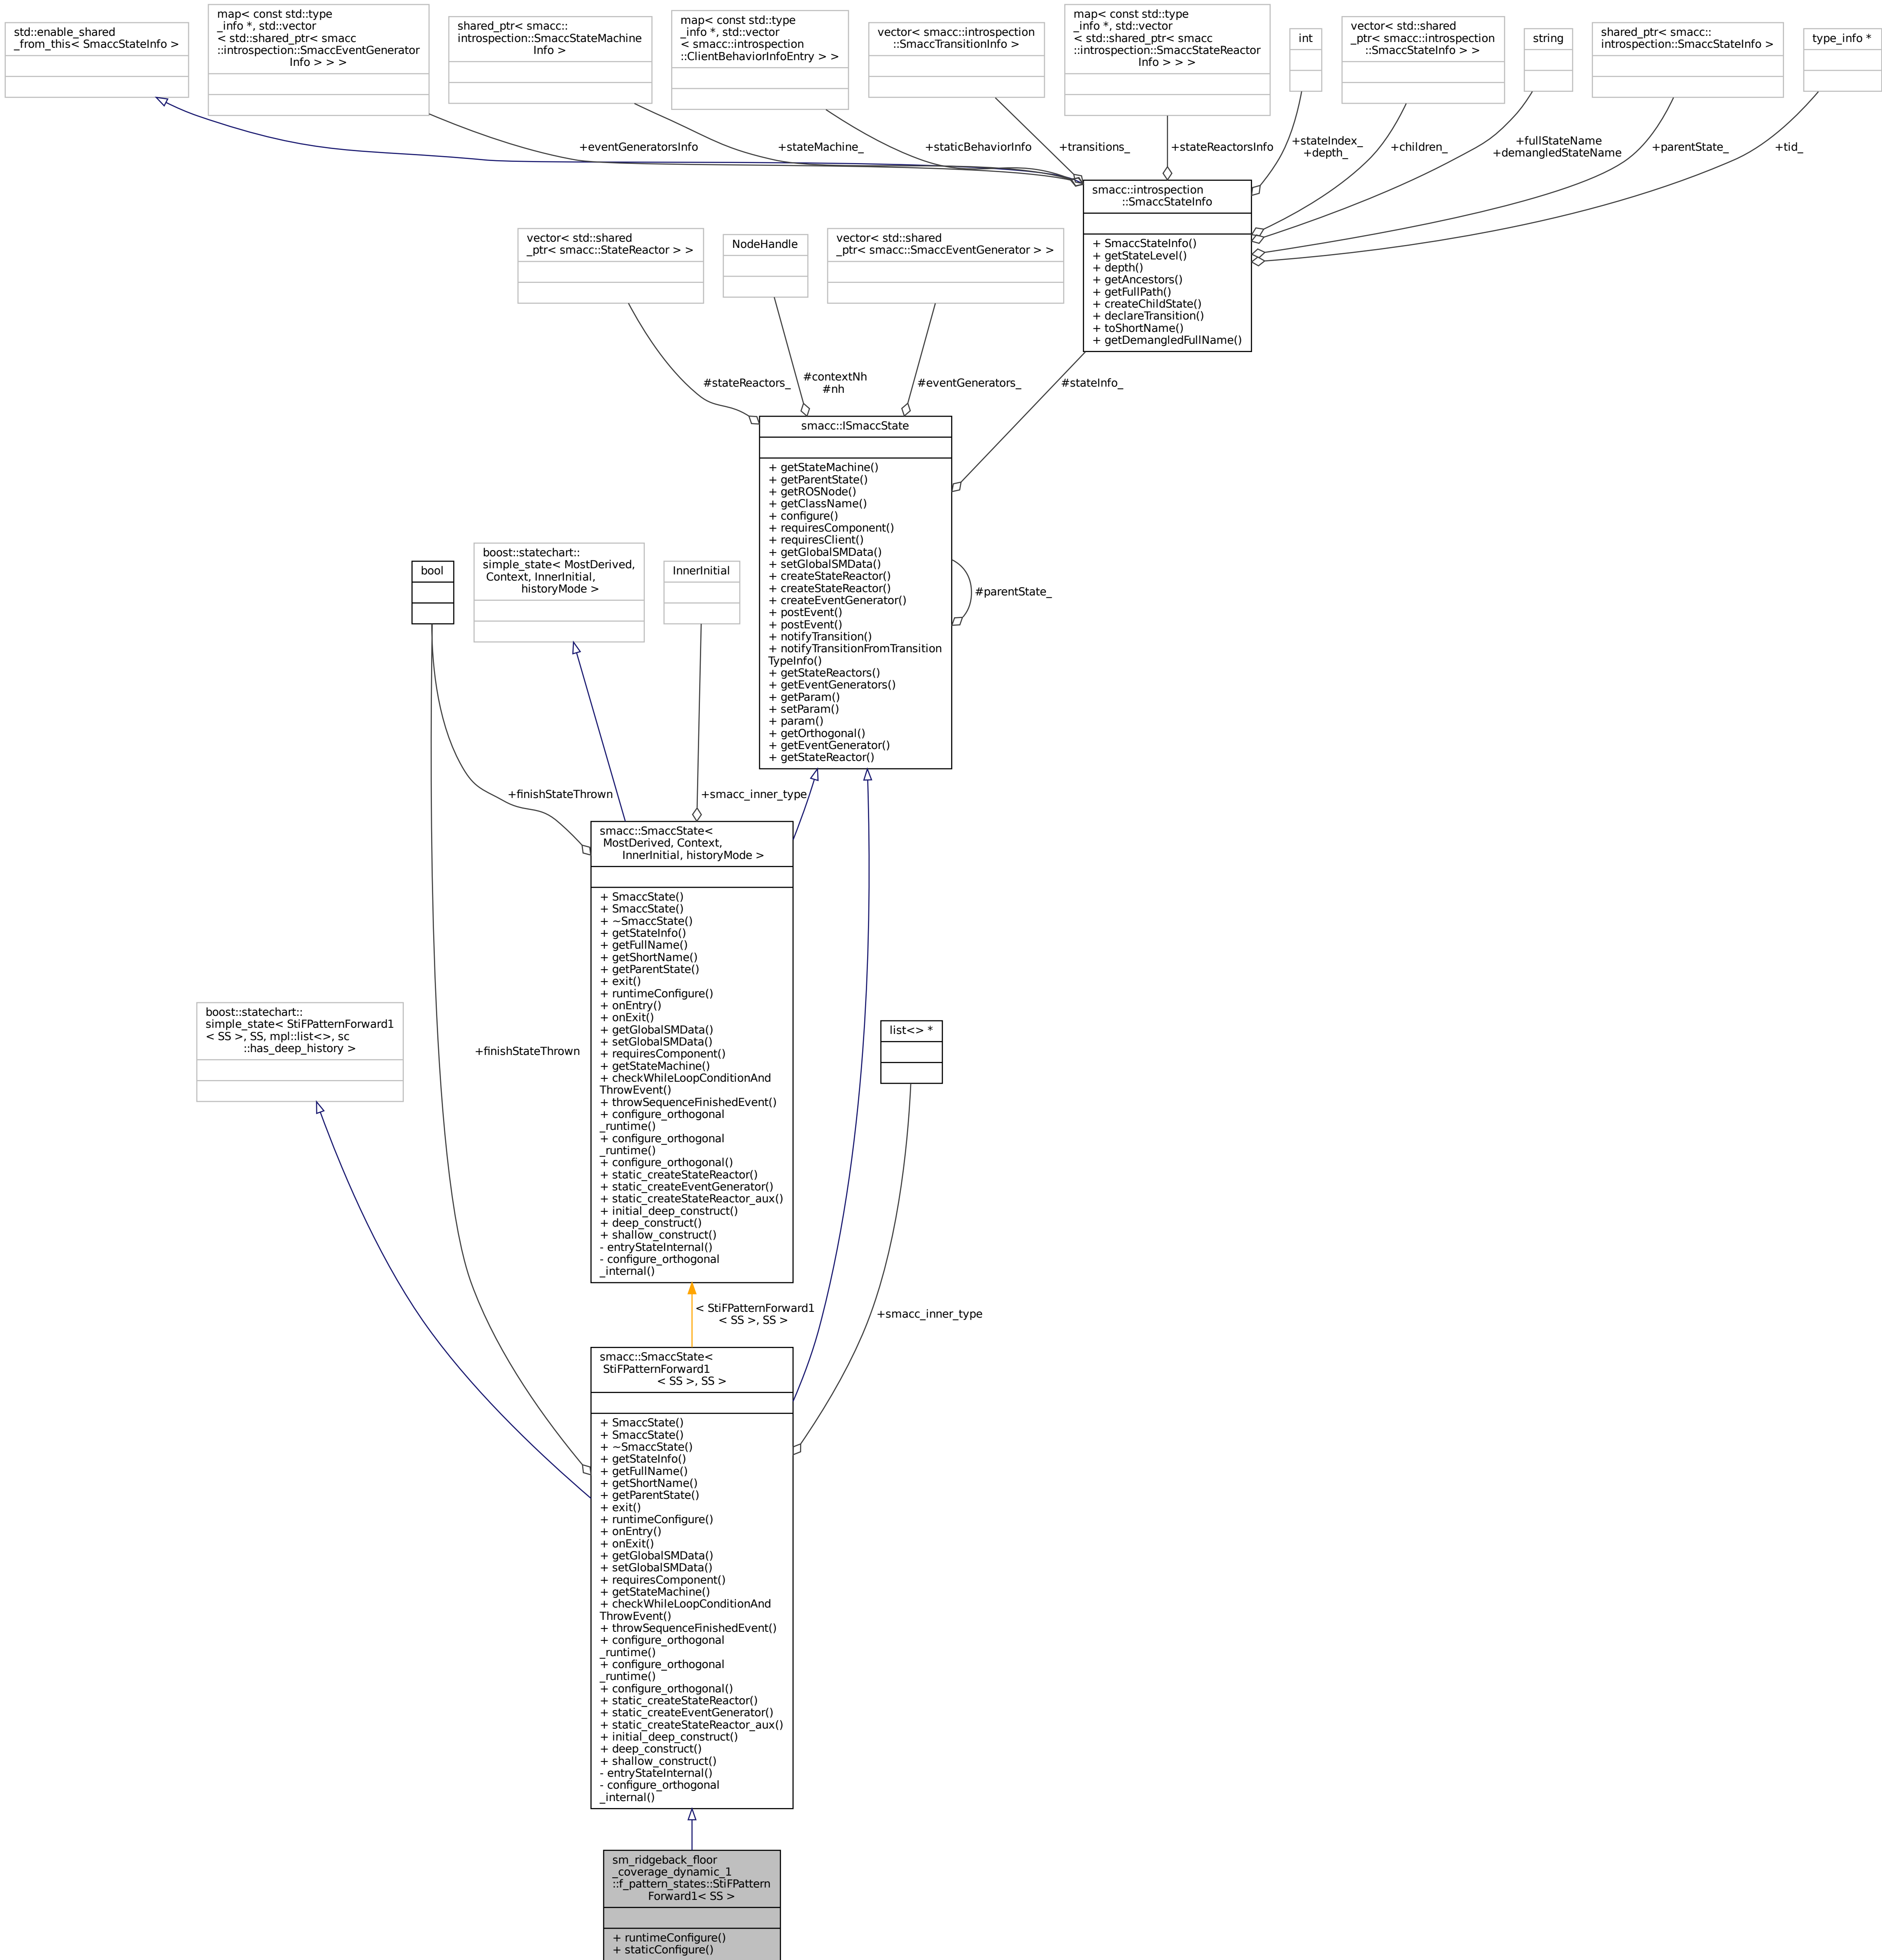 std::enable_shared
_from_this< SmaccStateInfo >
map< const std::type
_info *, std::vector
< std::shared_ptr< smacc
::introspection::SmaccEventGenerator
Info > > >
shared_ptr< smacc::
introspection::SmaccStateMachine
Info >
map< const std::type
_info *, std::vector
< smacc::introspection
::ClientBehaviorInfoEntry > >
vector< smacc::introspection
::SmaccTransitionInfo >
map< const std::type
_info *, std::vector
< std::shared_ptr< smacc
::introspection::SmaccStateReactor
Info > > >
int
vector< std::shared
_ptr< smacc::introspection
::SmaccStateInfo > >
string
shared_ptr< smacc::
introspection::SmaccStateInfo >
type_info *
+eventGeneratorsInfo
+stateMachine_
+staticBehaviorInfo
+transitions_
+stateReactorsInfo
+stateIndex_
+depth_
+children_
+fullStateName
+demangledStateName
+parentState_
+tid_
smacc::introspection
::SmaccStateInfo
+ SmaccStateInfo()
+ getStateLevel()
+ depth()
+ getAncestors()
+ getFullPath()
+ createChildState()
+ declareTransition()
+ toShortName()
+ getDemangledFullName()
vector< std::shared
_ptr< smacc::StateReactor > >
NodeHandle
vector< std::shared
_ptr< smacc::SmaccEventGenerator > >
#stateReactors_
#contextNh
#nh
#eventGenerators_
#stateInfo_
smacc::ISmaccState
+ getStateMachine()
+ getParentState()
+ getROSNode()
+ getClassName()
+ configure()
+ requiresComponent()
+ requiresClient()
+ getGlobalSMData()
+ setGlobalSMData()
+ createStateReactor()
+ createStateReactor()
+ createEventGenerator()
+ postEvent()
+ postEvent()
+ notifyTransition()
+ notifyTransitionFromTransition
TypeInfo()
+ getStateReactors()
+ getEventGenerators()
+ getParam()
+ setParam()
+ param()
+ getOrthogonal()
+ getEventGenerator()
+ getStateReactor()
#parentState_
bool
boost::statechart::
simple_state< MostDerived,
Context, InnerInitial,
historyMode >
InnerInitial
+finishStateThrown
+smacc_inner_type
smacc::SmaccState<
MostDerived, Context,
InnerInitial, historyMode >
+ SmaccState()
+ SmaccState()
+ ~SmaccState()
+ getStateInfo()
+ getFullName()
+ getShortName()
+ getParentState()
+ exit()
+ runtimeConfigure()
+ onEntry()
+ onExit()
+ getGlobalSMData()
+ setGlobalSMData()
+ requiresComponent()
+ getStateMachine()
+ checkWhileLoopConditionAnd
ThrowEvent()
+ throwSequenceFinishedEvent()
+ configure_orthogonal
_runtime()
+ configure_orthogonal
_runtime()
+ configure_orthogonal()
+ static_createStateReactor()
+ static_createEventGenerator()
+ static_createStateReactor_aux()
+ initial_deep_construct()
+ deep_construct()
+ shallow_construct()
- entryStateInternal()
- configure_orthogonal
_internal()
boost::statechart::
simple_state< StiFPatternForward1
< SS >, SS, mpl::list<>, sc
::has_deep_history >
+finishStateThrown
list<> *
< StiFPatternForward1
< SS >, SS >
+smacc_inner_type
smacc::SmaccState<
StiFPatternForward1
< SS >, SS >
+ SmaccState()
+ SmaccState()
+ ~SmaccState()
+ getStateInfo()
+ getFullName()
+ getShortName()
+ getParentState()
+ exit()
+ runtimeConfigure()
+ onEntry()
+ onExit()
+ getGlobalSMData()
+ setGlobalSMData()
+ requiresComponent()
+ getStateMachine()
+ checkWhileLoopConditionAnd
ThrowEvent()
+ throwSequenceFinishedEvent()
+ configure_orthogonal
_runtime()
+ configure_orthogonal
_runtime()
+ configure_orthogonal()
+ static_createStateReactor()
+ static_createEventGenerator()
+ static_createStateReactor_aux()
+ initial_deep_construct()
+ deep_construct()
+ shallow_construct()
- entryStateInternal()
- configure_orthogonal
_internal()
sm_ridgeback_floor
_coverage_dynamic_1
::f_pattern_states::StiFPattern
Forward1< SS >
+ runtimeConfigure()
+ staticConfigure()